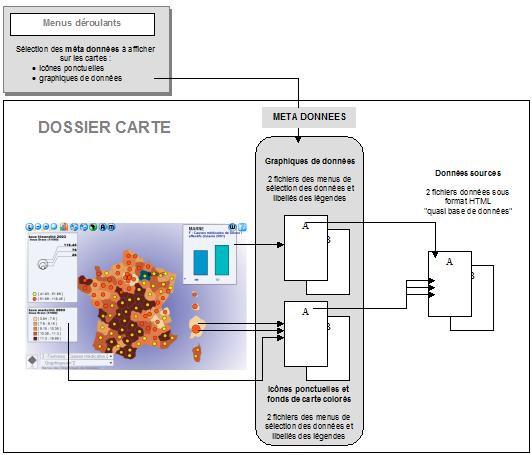 Menus déroulants
Sélection des méta données à afficher
sur les cartes :
• icônes ponctuelles
• graphiques de données
DOSSIER CARTE
META DONNEES
Graphiques de données
2 fichiers des menus de
sélection des données et
libellés des légendes
A
B
Données sources
2 fichiers données sous
format HTML
"quasi base de données"
A
B
MARNE
A
B
Icônes ponctuelles et
fonds de carte colorés
2 fichiers des menus de
sélection des données et
libellés des légendes